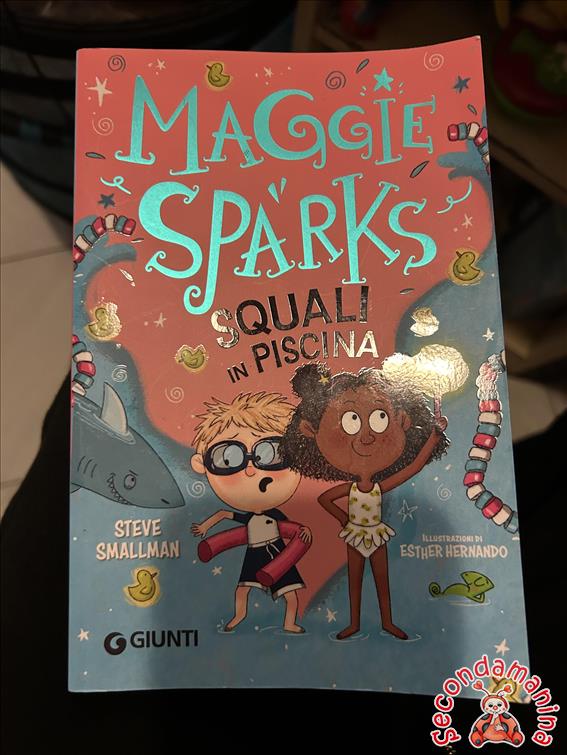 MAGGIE
SPARKS
SQUALI
IN PISCINA
STEVE
SMALLMAN
ILLUSTRAZIONI DI
ESTHER HERNANDO
GIUNTI
Secondamanina